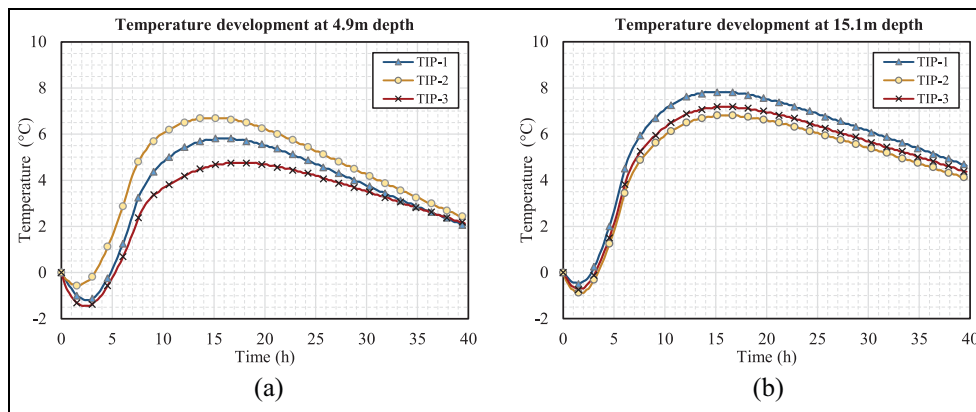 Temperature development at 4.9m depth
10
8
6
4
2
0
-2
Temperature (°C)
TIP-1
TIP-2
TIP-3
0 5 10 15 20 25 30 35 40
Time (h)
(a)
Temperature development at 15.1m depth
10
8
6
4
2
0
-2
Temperature (°C)
TIP-1
TIP-2
TIP-3
0 5 10 15 20 25 30 35 40
Time (h)
(b)